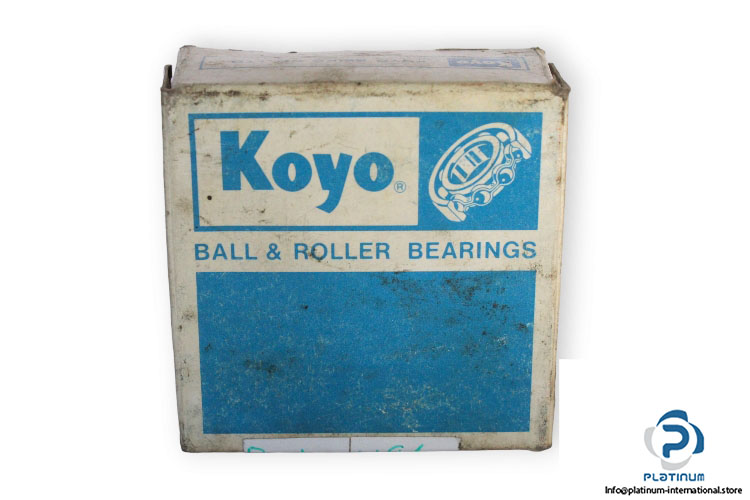 Koyo®
BALL & ROLLER BEARINGS
PLATINUM
Info@platinum-international.store